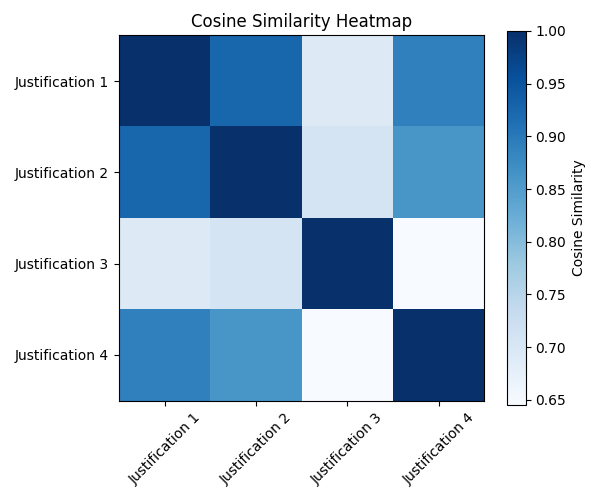 Cosine Similarity Heatmap
Justification 1
Justification 2
Justification 3
Justification 4
Justification 1
Justification 2
Justification 3
Justification 4
1.00
0.95
0.90
0.85
0.80
0.75
0.70
0.65
Cosine Similarity